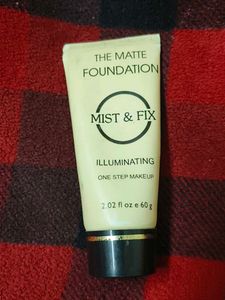 THE MATTE
FOUNDATION
MIST & FIX
ILLUMINATING
ONE STEP MAKEUP
2.02 fl oz e 60 g